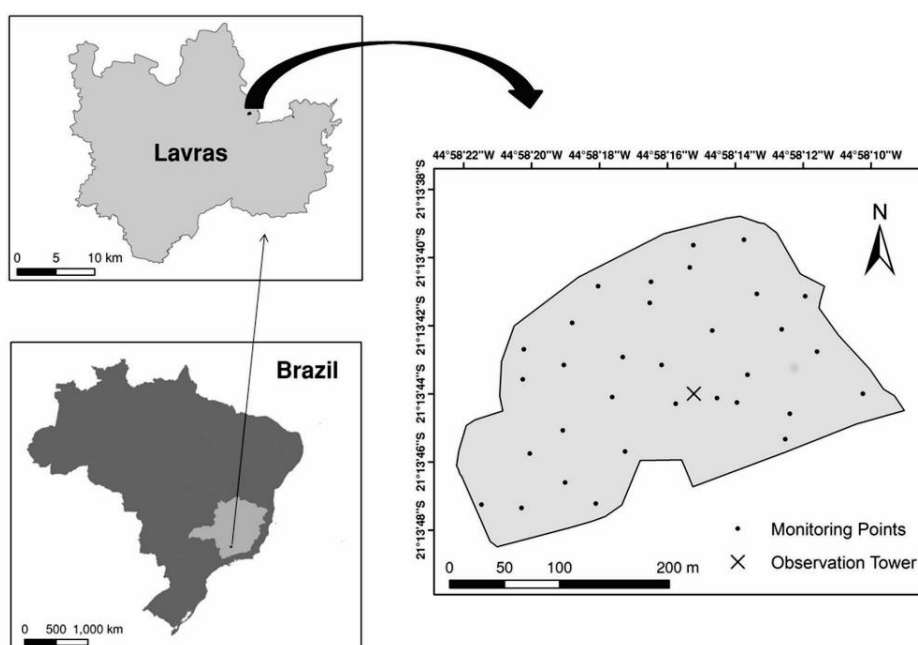 Lavras
0 5 10 km
Brazil
0 500 1,000 km
44°58'22"W 44°58'20"W 44°58'17"W 44°58'15"W 44°58'14"W 44°58'12"W 44°58'10"W
21°13'38"S
21°13'40"S
21°13'42"S
21°13'44"S
21°13'46"S
21°13'48"S
N
Monitoring Points
Observation Tower
0 50 100 200 m